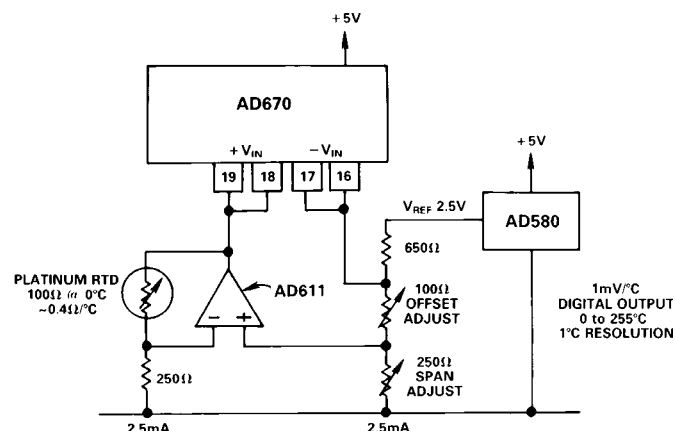 +5V
AD670
+VIN
−VIN
19
18
17
16
+5V
VREF 2.5V
AD580
650Ω
PLATINUM RTD
100Ω @ 0°C
~0.4Ω/°C
AD611
100Ω
OFFSET
ADJUST
1mV/°C
DIGITAL OUTPUT
0 to 255°C
1°C RESOLUTION
−
+
250Ω
250Ω
SPAN
ADJUST
2.5mA
2.5mA